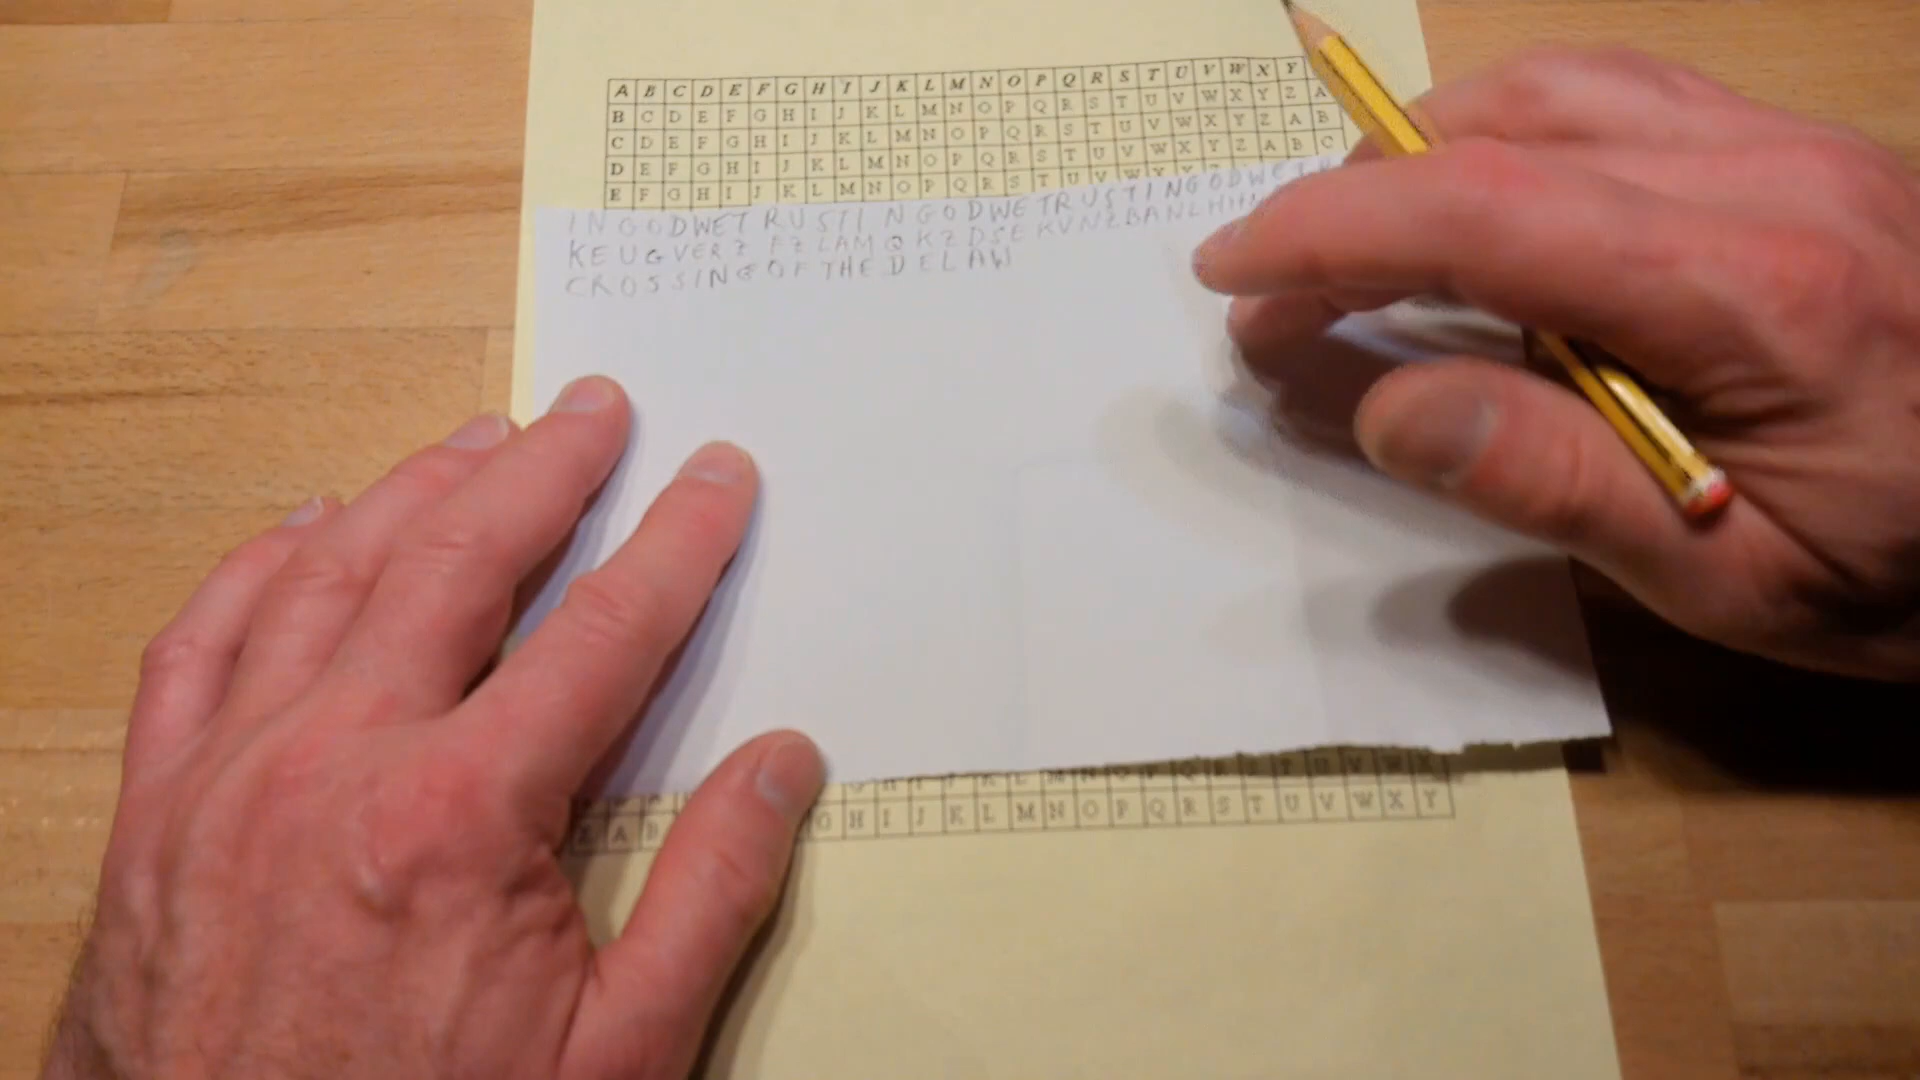 A B C D E F G H I J K L M N O P Q R S T U V W X Y
B C D E F G H I J K L M N O P Q R S T U V W X Y Z A
C D E F G H I J K L M N O P Q R S T U V W X Y Z A B
D E F G H I J K L M N O P Q R S T U V W X Y Z A B C
E F G H I J K L M N O P Q R S T U V W X Y
INGODWETRUSTINGODWETRUSTINGODWET
KEUGVERZFZLAMQKZDSEKVNZBANLHH
CROSSINGOFTHEDELAW
K L M N O P Q R S T U V W X
Z A B G H I J K L M N O P Q R S T U V W X Y